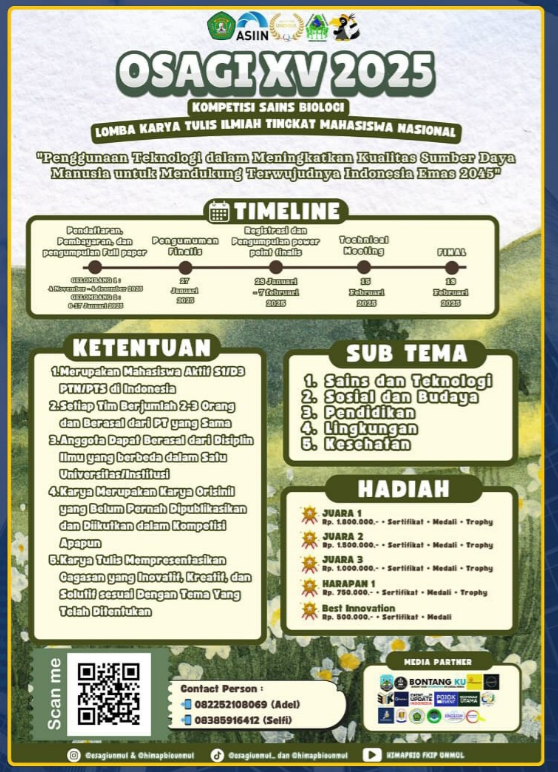 ASIIN
OSAGI XV 2025
KOMPETISI SAINS BIOLOGI
LOMBA KARYA TULIS ILMIAH TINGKAT MAHASISWA NASIONAL
"Penggunaan Teknologi dalam Meningkatkan Kualitas Sumber Daya
Manusia untuk Mendukung Terwujudnya Indonesia Emas 2045"
TIMELINE
Pendaftaran,
Pembayaran, dan
pengumpulan Full paper
GELOMBANG 1 :
4 November - 4 desember 2025
GELOMBANG 2 :
6-17 Januari 2025
Pengumuman
Finalis
27
Januari
2025
Registrasi dan
Pengumpulan power
point finalis
28 Januari
- 7 februari
2025
Technical
Meeting
15
Februari
2025
FINAL
18
Februari
2025
KETENTUAN
1.Merupakan Mahasiswa Aktif S1/D3
PTN/PTS di Indonesia
2.Setiap Tim Berjumlah 2-3 Orang
dan Berasal dari PT yang Sama
3.Anggota Dapat Berasal dari Disiplin
Ilmu yang berbeda dalam Satu
Universitas/Institusi
4.Karya Merupakan Karya Orisinil
yang Belum Pernah Dipublikasikan
dan Diikutkan dalam Kompetisi
Apapun
5.Karya Tulis Mempresentasikan
Gagasan yang Inovatif, Kreatif, dan
Solutif sesuai Dengan Tema Yang
Telah Ditentukan
SUB TEMA
1. Sains dan Teknologi
2. Sosial dan Budaya
3. Pendidikan
4. Lingkungan
5. Kesehatan
HADIAH
JUARA 1
Rp. 1.800.000,- + Sertifikat + Medali + Trophy
JUARA 2
Rp. 1.500.000,- + Sertifikat + Medali + Trophy
JUARA 3
Rp. 1.000.000,- + Sertifikat + Medali + Trophy
HARAPAN 1
Rp. 750.000,- + Sertifikat + Medali + Trophy
Best Innovation
Rp. 500.000,- + Sertifikat + Medali
Scan me
Contact Person :
082252108069 (Adel)
08385916412 (Selfi)
MEDIA PARTNER
BONTANG KU
@osagiunmul & @himapbiounmul
@osagiunmul_ dan @himapbiounmul
HIMAPBIO FKIP UNMUL